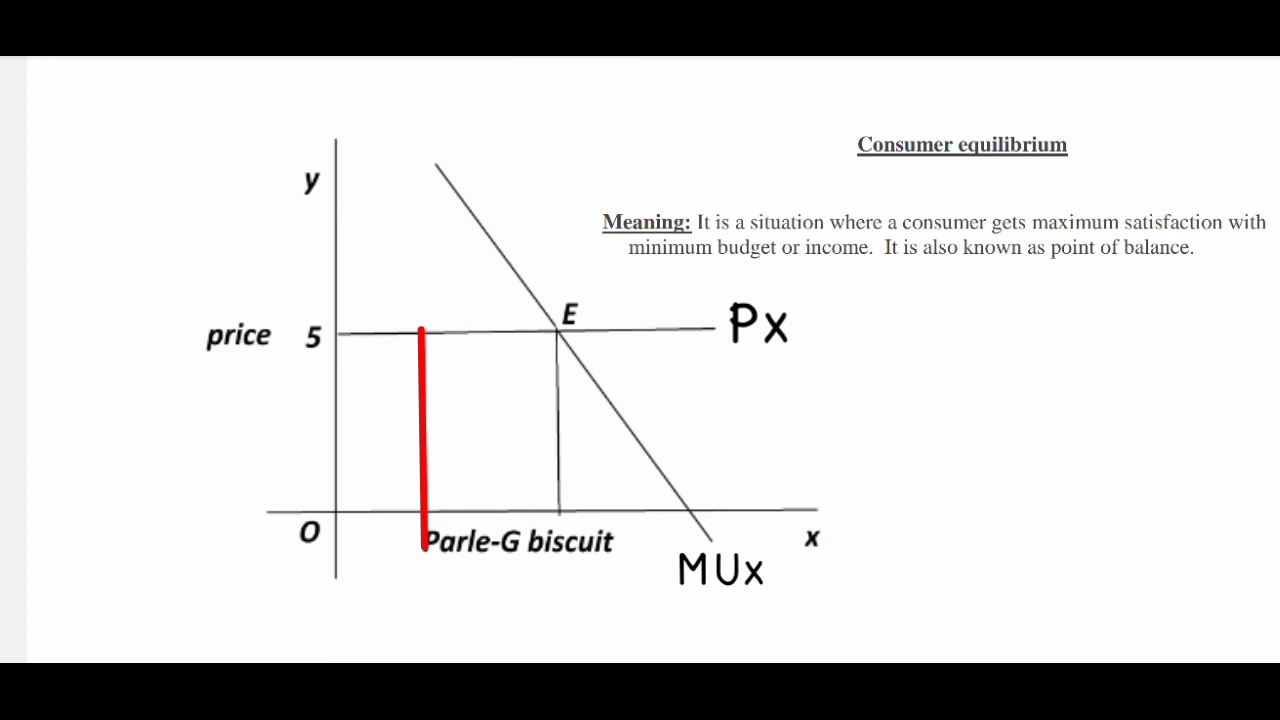 Consumer equilibrium
y
Meaning: It is a situation where a consumer gets maximum satisfaction with
minimum budget or income. It is also known as point of balance.
E
Px
price 5
O
Parle-G biscuit
x
MUx